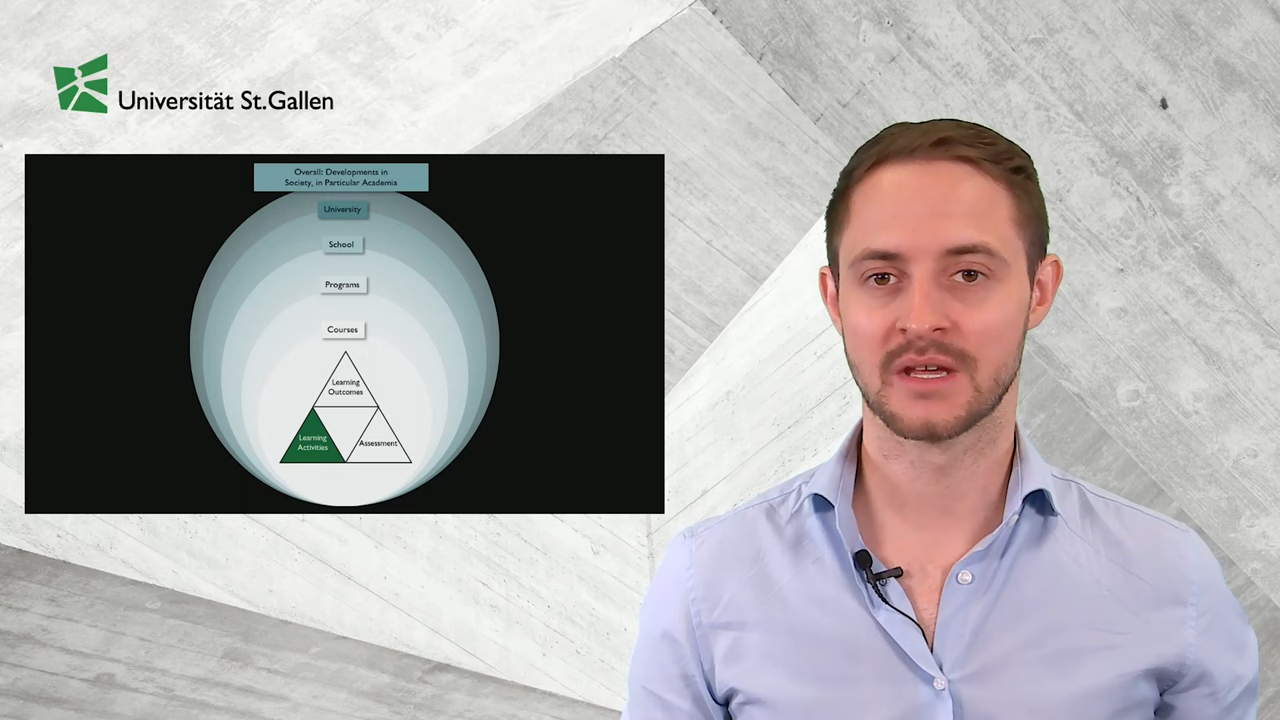 Universität St.Gallen
Overall: Developments in
Society, in Particular Academia
University
School
Programs
Courses
Learning
Outcomes
Learning
Activities
Assessment